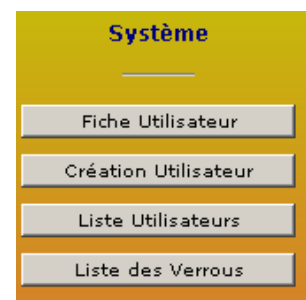 Système
Fiche Utilisateur
Création Utilisateur
Liste Utilisateurs
Liste des Verrous